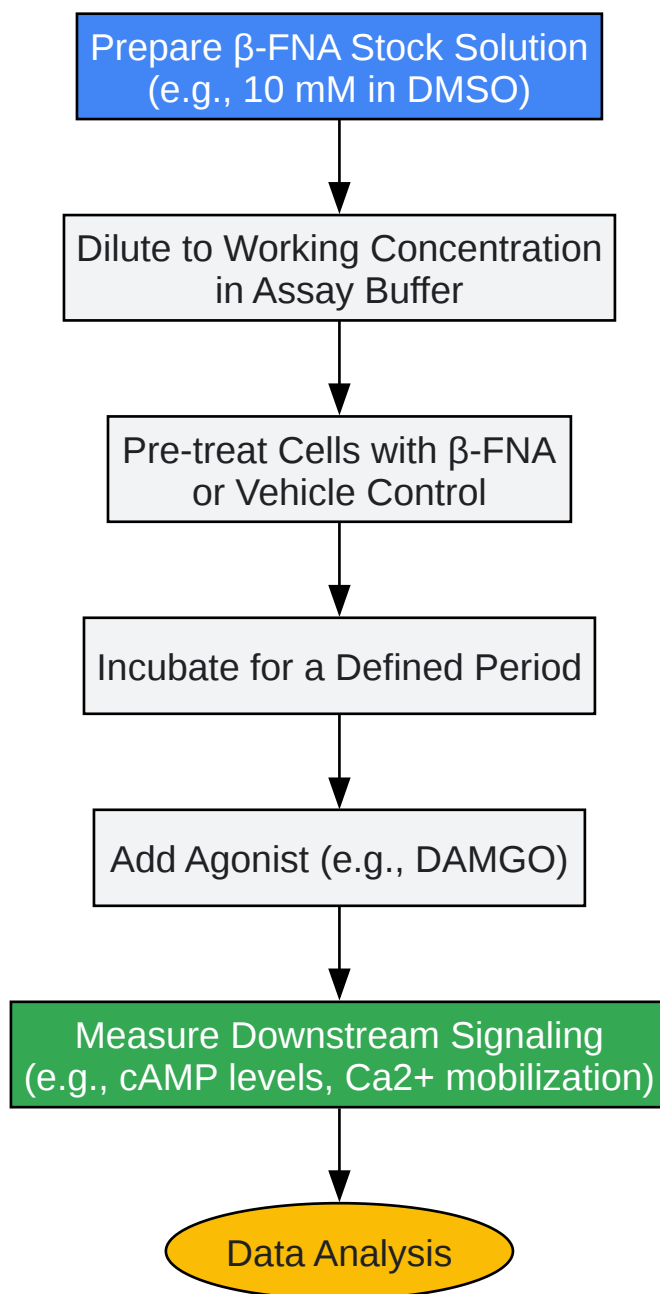 Prepare β-FNA Stock Solution
(e.g., 10 mM in DMSO)
Dilute to Working Concentration
in Assay Buffer
Pre-treat Cells with β-FNA
or Vehicle Control
Incubate for a Defined Period
Add Agonist (e.g., DAMGO)
Measure Downstream Signaling
(e.g., cAMP levels, Ca2+ mobilization)
Data Analysis